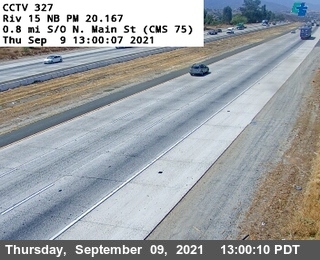 CCTV 327
Riv 15 NB PM 20.167
0.8 mi S/O N. Main St (CMS 75)
Thu Sep 9 13:00:07 2021
Thursday, September 09, 2021 13:00:10 PDT